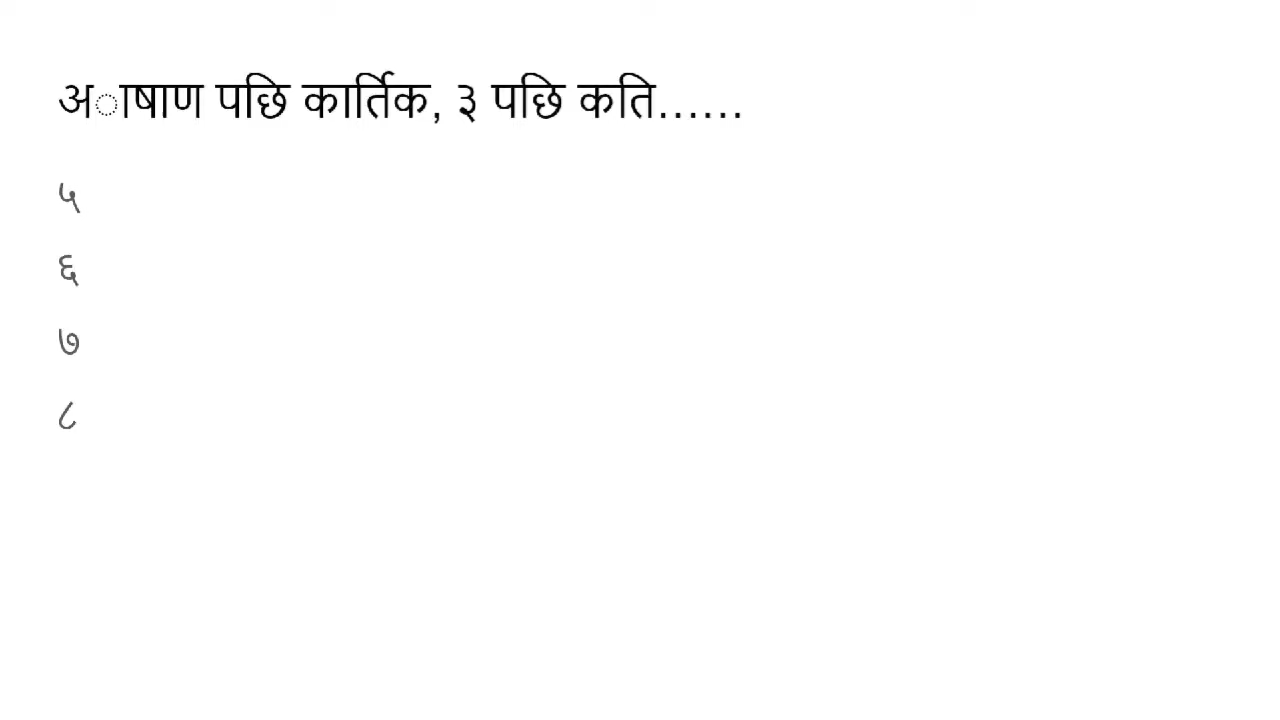 अाषाण पछि कार्तिक, ३ पछि कति......
५
६
७
८